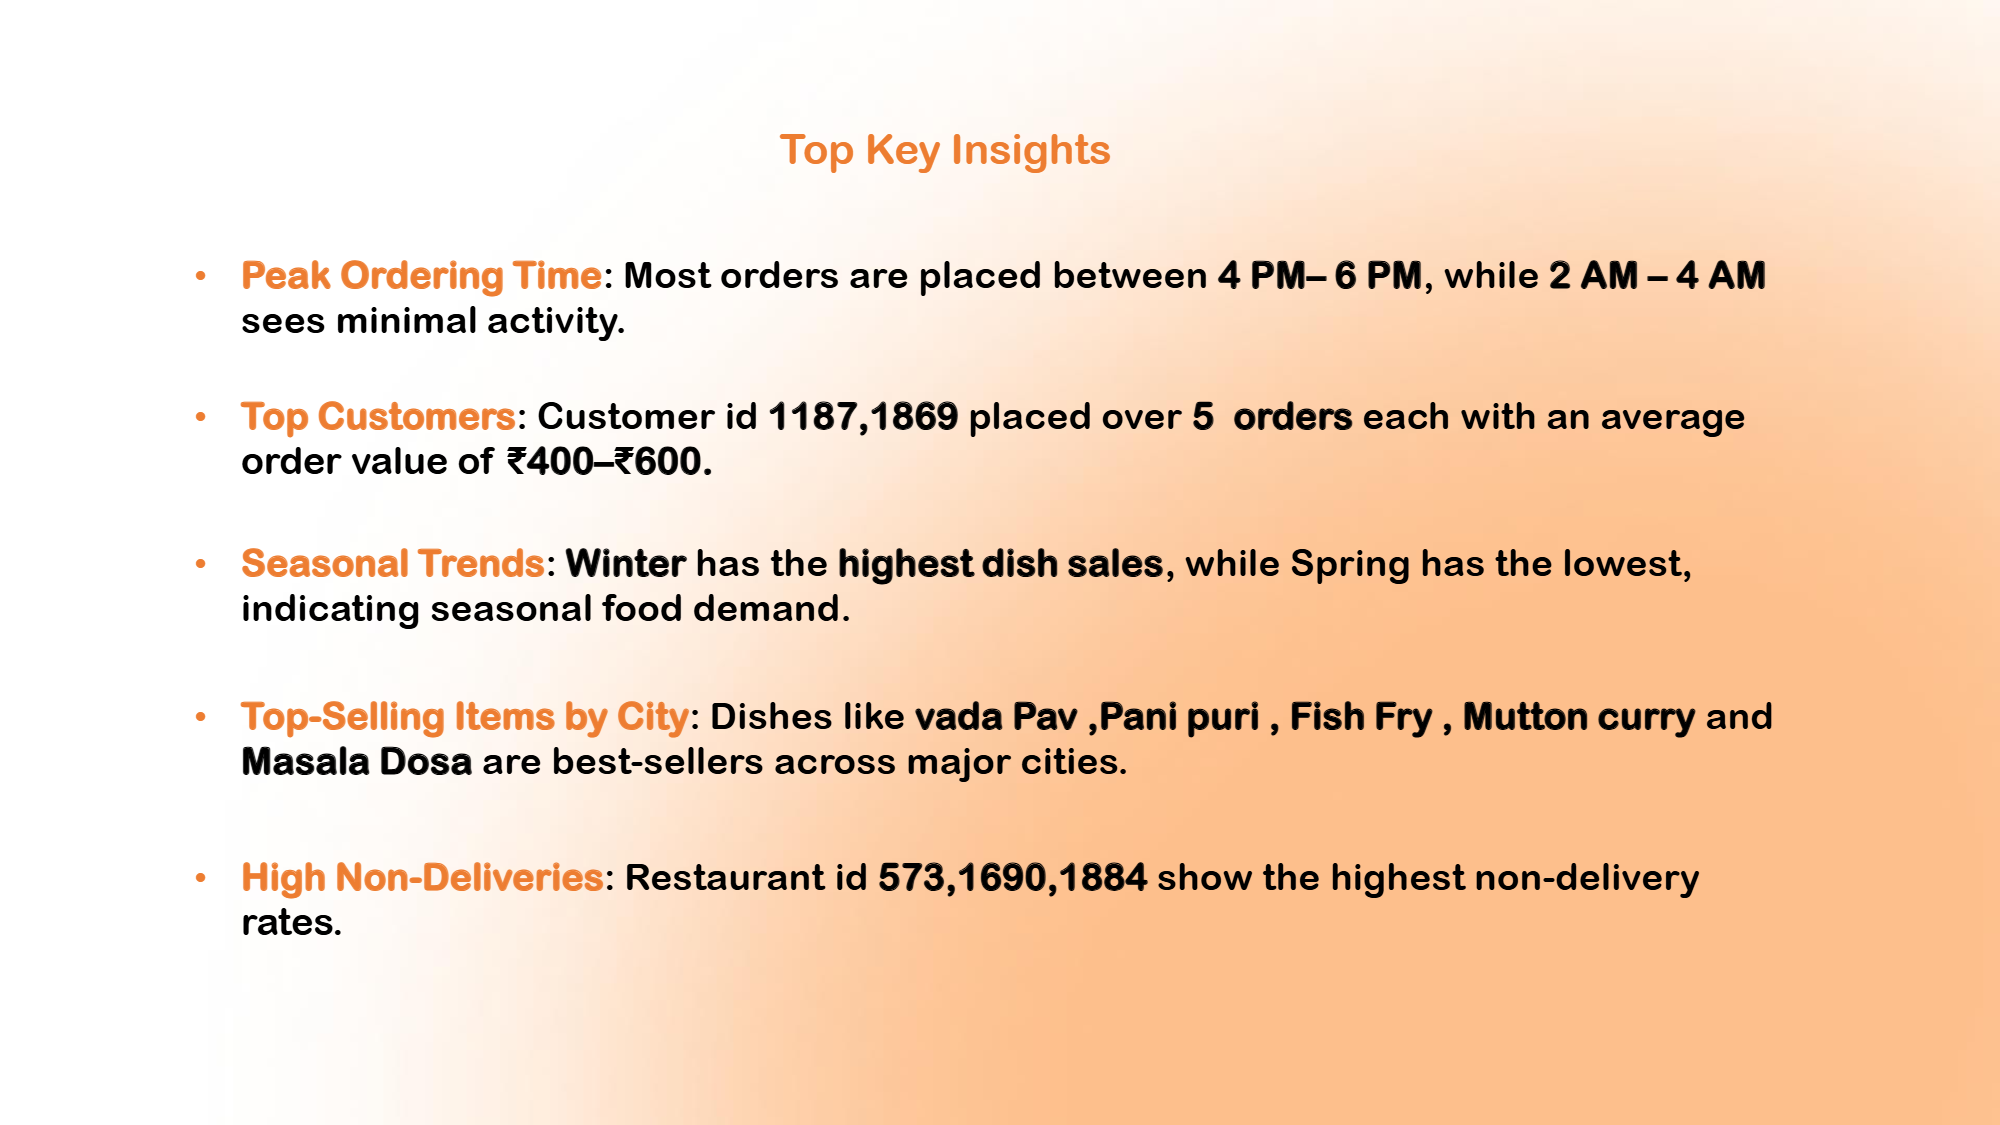 Top Key Insights
• Peak Ordering Time: Most orders are placed between 4 PM– 6 PM, while 2 AM – 4 AM
sees minimal activity.
• Top Customers: Customer id 1187,1869 placed over 5  orders each with an average
order value of ₹400–₹600.
• Seasonal Trends: Winter has the highest dish sales, while Spring has the lowest,
indicating seasonal food demand.
• Top-Selling Items by City: Dishes like vada Pav ,Pani puri , Fish Fry , Mutton curry and
Masala Dosa are best-sellers across major cities.
• High Non-Deliveries: Restaurant id 573,1690,1884 show the highest non-delivery
rates.